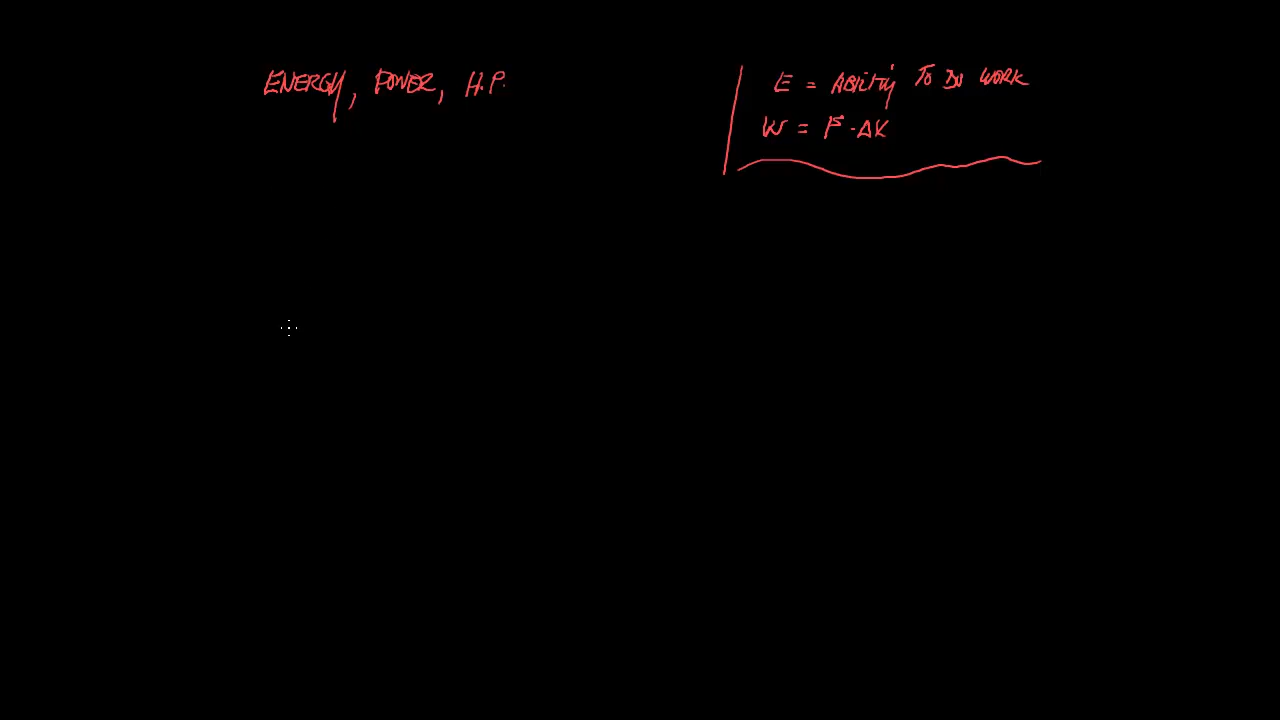 ENERGY, POWER, H.P.
E = ABILITY TO DO WORK
W = F · ΔX